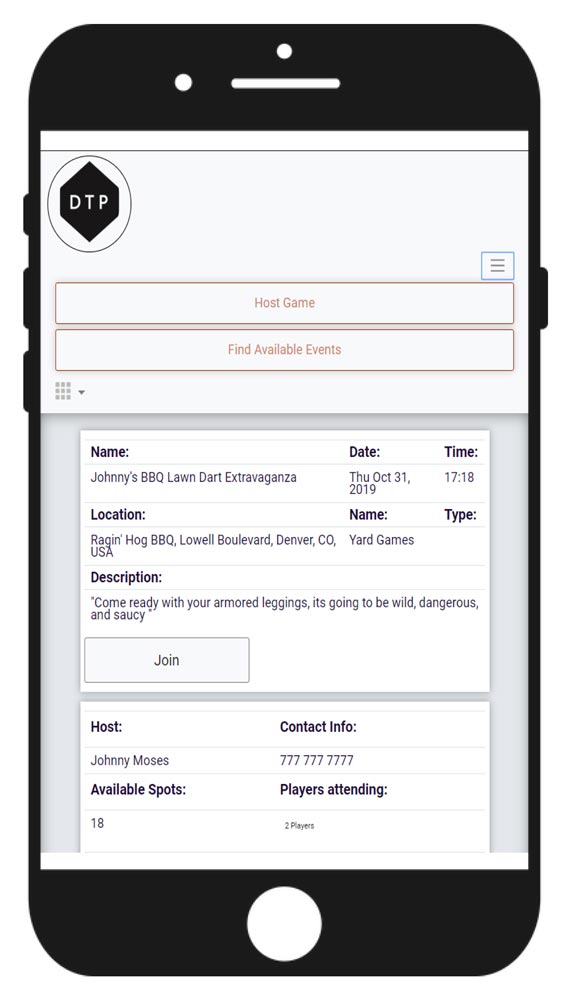 DTP
Host Game
Find Available Events
Name: Date: Time:
Johnny's BBQ Lawn Dart Extravaganza Thu Oct 31, 17:18
2019
Location: Name: Type:
Ragin' Hog BBQ, Lowell Boulevard, Denver, CO, Yard Games
USA
Description:
"Come ready with your armored leggings, its going to be wild, dangerous,
and saucy "
Join
Host: Contact Info:
Johnny Moses 777 777 7777
Available Spots: Players attending:
18 2 Players